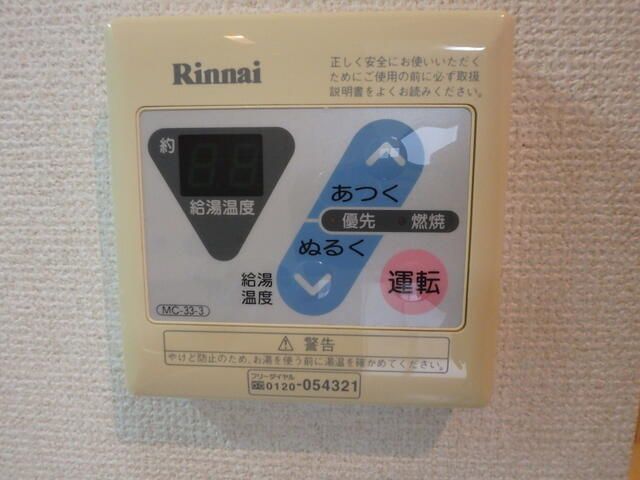 Rinnai
正しく安全にお使いいただく
ためにご使用の前に必ず取扱
説明書をよくお読みください。
約
給湯温度
あつく
優先 燃焼
ぬるく
給湯
温度
運転
MC-33-3
⚠ 警告
やけど防止のため、お湯を使う前に湯温を確かめてください。
フリーダイヤル
0120-054321